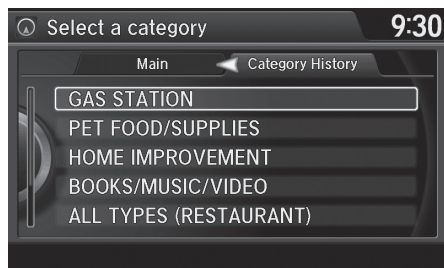 Select a category
9:30
Main
Category History
GAS STATION
PET FOOD/SUPPLIES
HOME IMPROVEMENT
BOOKS/MUSIC/VIDEO
ALL TYPES (RESTAURANT)